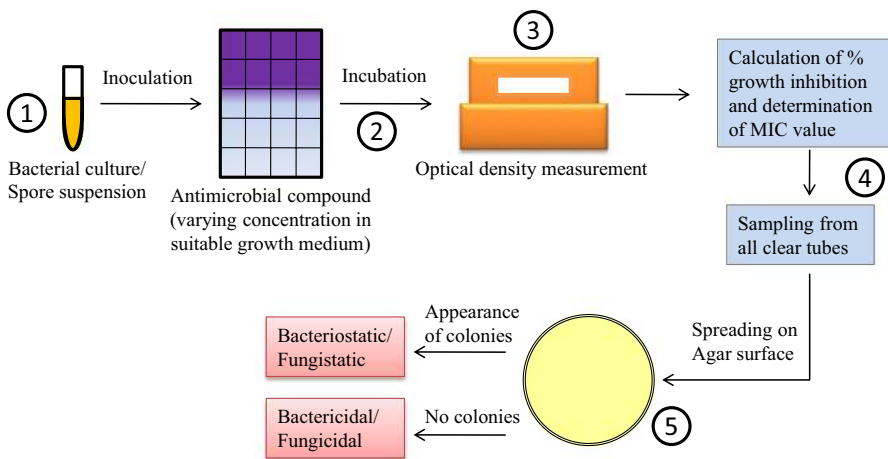 1
Bacterial culture/
Spore suspension
Inoculation
Antimicrobial compound
(varying concentration in
suitable growth medium)
Incubation
2
3
Optical density measurement
Calculation of %
growth inhibition
and determination
of MIC value
4
Sampling from
all clear tubes
Spreading on
Agar surface
5
Appearance
of colonies
Bacteriostatic/
Fungistatic
No colonies
Bactericidal/
Fungicidal